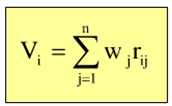 V_i = \sum_{j=1}^{n} w_j r_{ij}